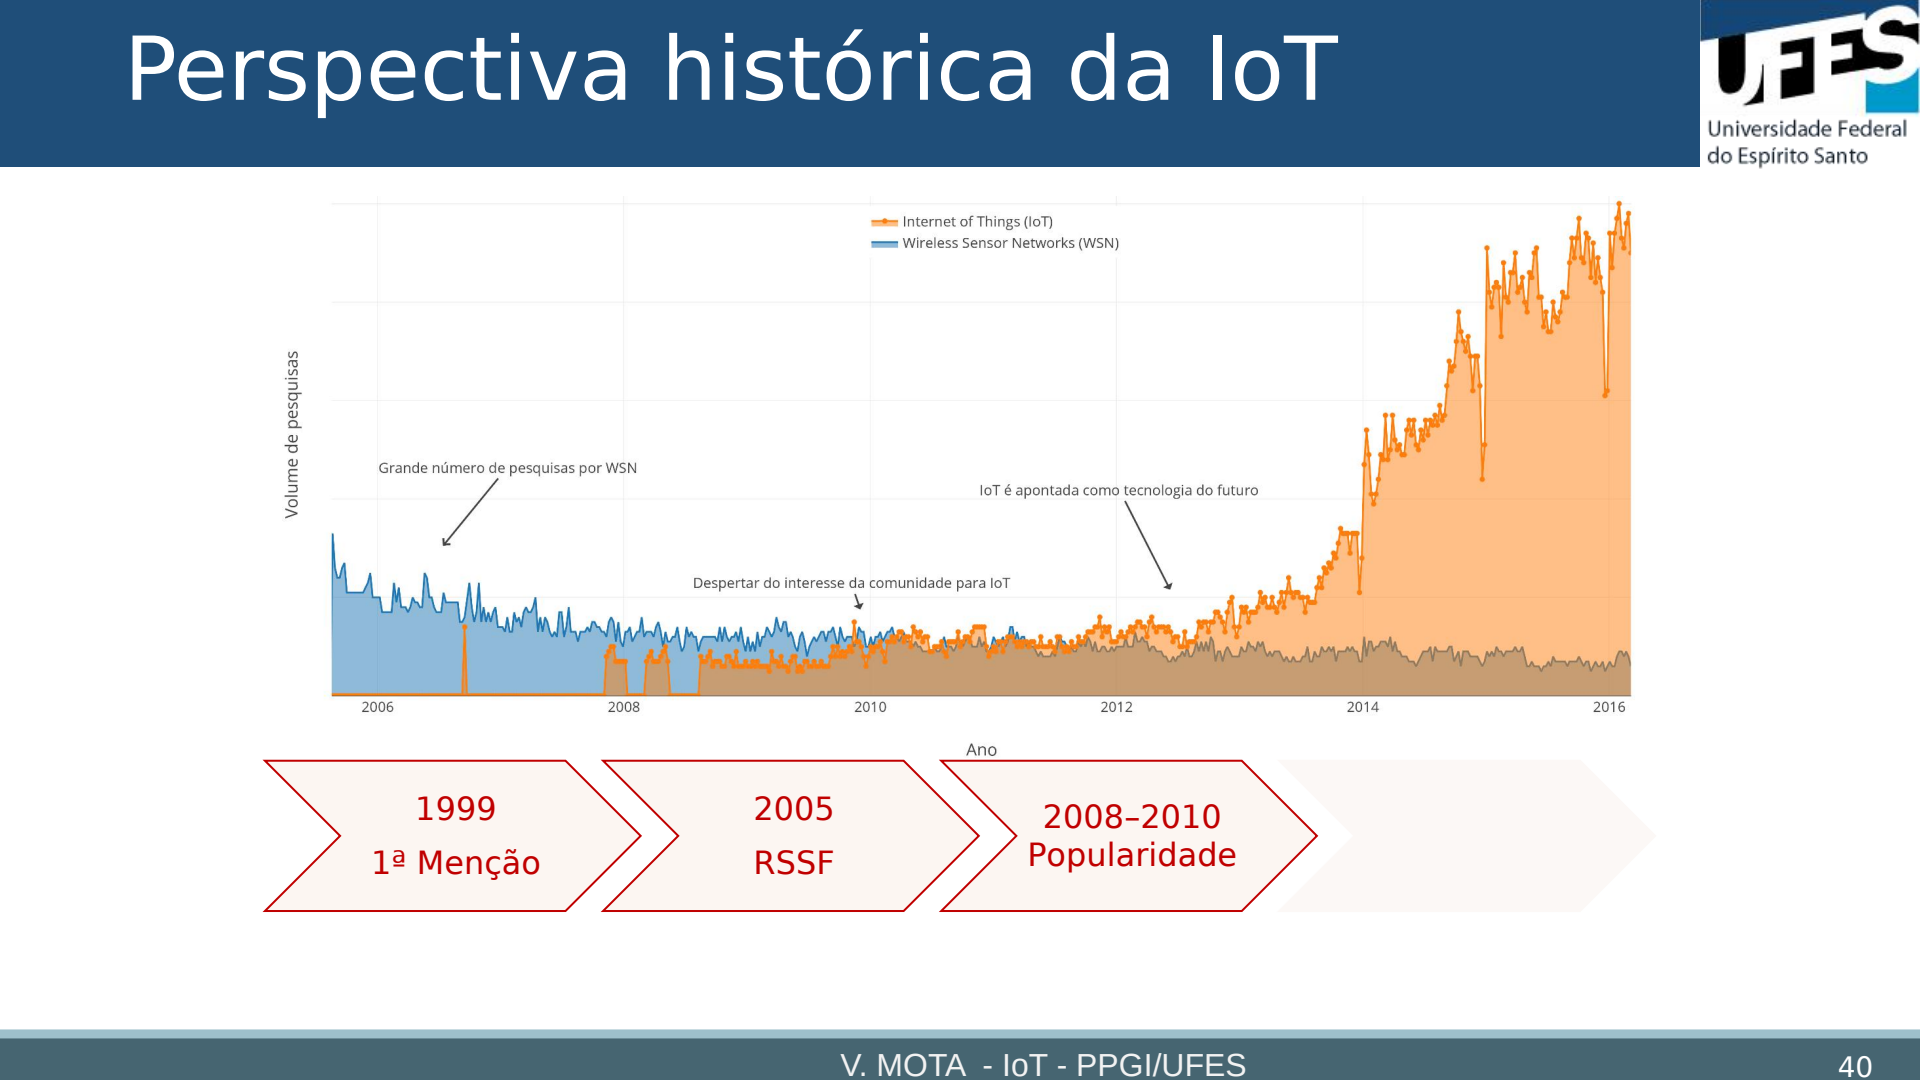 Perspectiva histórica da IoT
UFES
Universidade Federal
do Espírito Santo
Internet of Things (IoT)
Wireless Sensor Networks (WSN)
Volume de pesquisas
Grande número de pesquisas por WSN
IoT é apontada como tecnologia do futuro
Despertar do interesse da comunidade para IoT
2006 2008 2010 2012 2014 2016
Ano
1999
1ª Menção
2005
RSSF
2008–2010
Popularidade
V. MOTA - IoT - PPGI/UFES
40